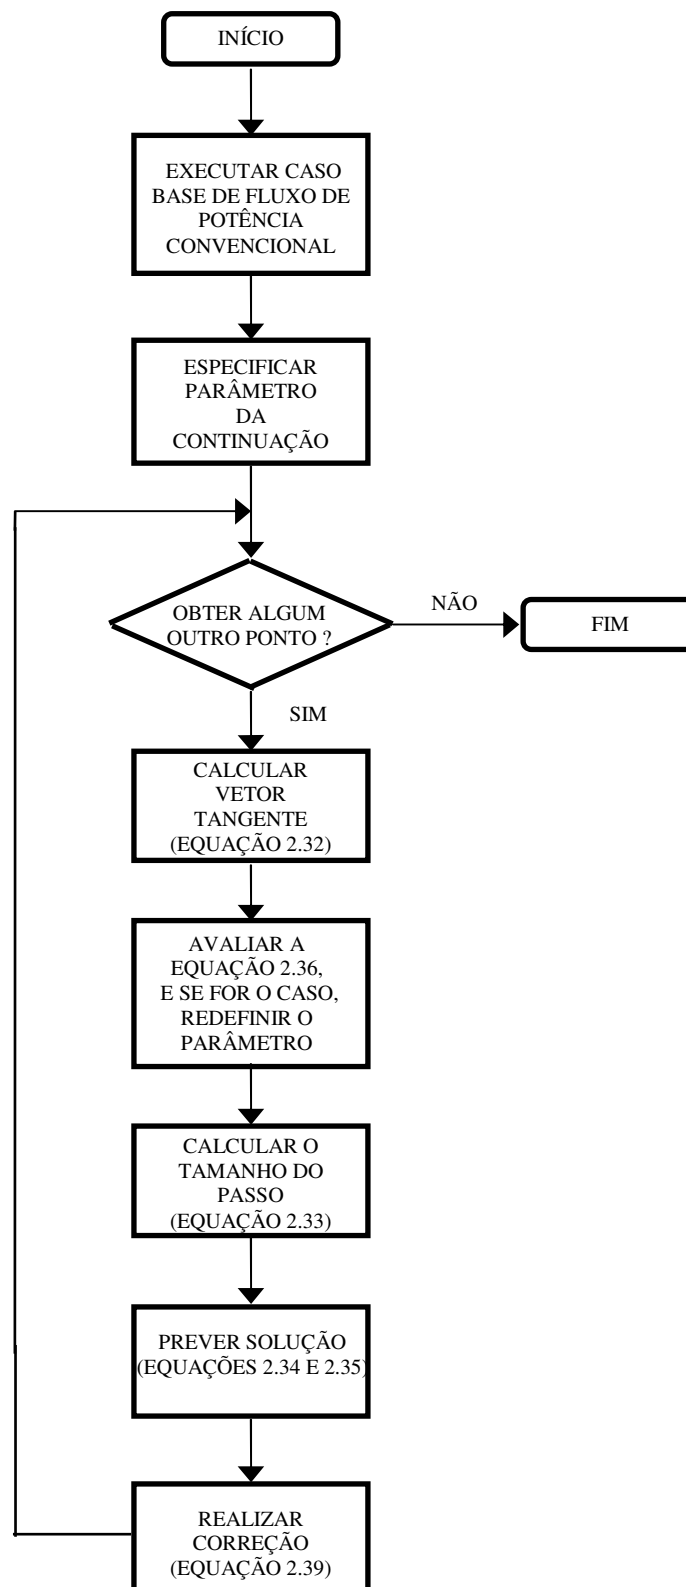 INÍCIO
EXECUTAR CASO
BASE DE FLUXO DE
POTÊNCIA
CONVENCIONAL
ESPECIFICAR
PARÂMETRO
DA
CONTINUAÇÃO
OBTER ALGUM
OUTRO PONTO ?
NÃO
FIM
SIM
CALCULAR
VETOR
TANGENTE
(EQUAÇÃO 2.32)
AVALIAR A
EQUAÇÃO 2.36,
E SE FOR O CASO,
REDEFINIR O
PARÂMETRO
CALCULAR O
TAMANHO DO
PASSO
(EQUAÇÃO 2.33)
PREVER SOLUÇÃO
(EQUAÇÕES 2.34 E 2.35)
REALIZAR
CORREÇÃO
(EQUAÇÃO 2.39)